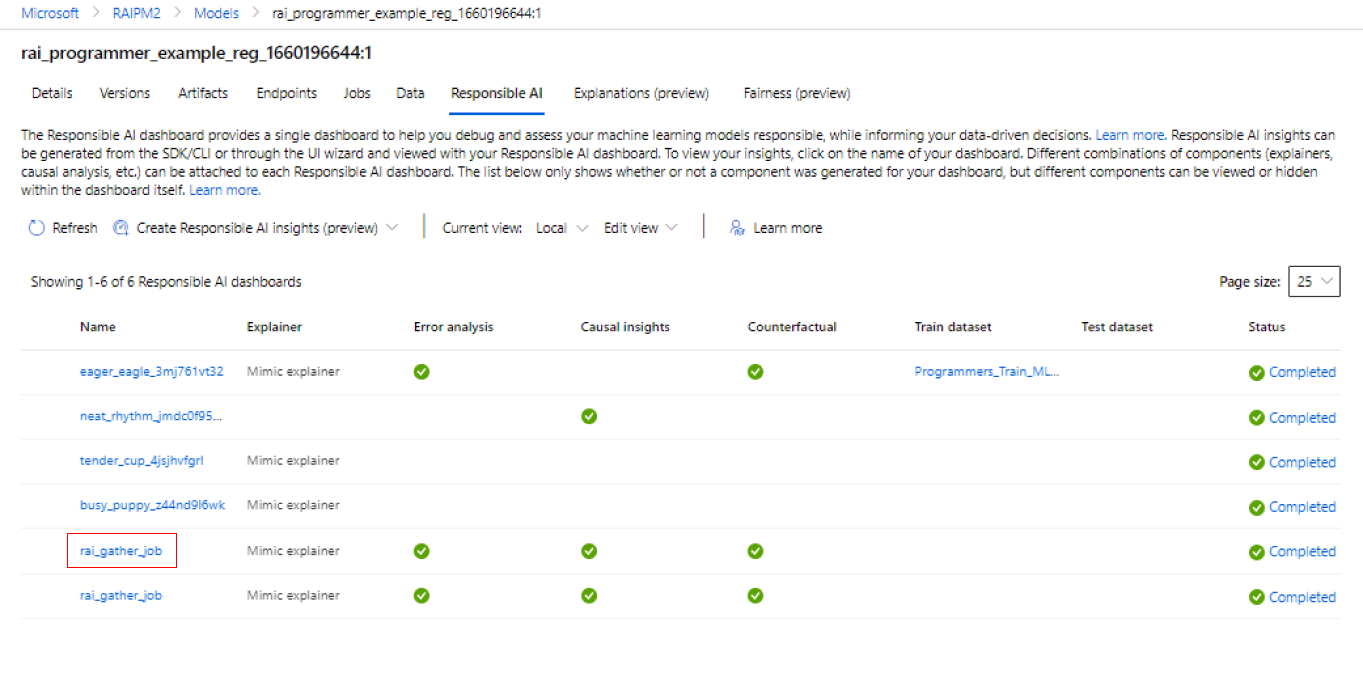 Microsoft > RAIPM2 > Models > rai_programmer_example_reg_1660196644:1
rai_programmer_example_reg_1660196644:1
Details Versions Artifacts Endpoints Jobs Data Responsible AI Explanations (preview) Fairness (preview)
The Responsible AI dashboard provides a single dashboard to help you debug and assess your machine learning models responsible, while informing your data-driven decisions. Learn more. Responsible AI insights can
be generated from the SDK/CLI or through the UI wizard and viewed with your Responsible AI dashboard. To view your insights, click on the name of your dashboard. Different combinations of components (explainers,
causal analysis, etc.) can be attached to each Responsible AI dashboard. The list below only shows whether or not a component was generated for your dashboard, but different components can be viewed or hidden
within the dashboard itself. Learn more.
Refresh Create Responsible AI insights (preview) Current view: Local Edit view Learn more
Showing 1-6 of 6 Responsible AI dashboards Page size: 25
Name Explainer Error analysis Causal insights Counterfactual Train dataset Test dataset Status
eager_eagle_3mj761vt32 Mimic explainer Programmers_Train_ML... Completed
neat_rhythm_jmdc0f95... Completed
tender_cup_4jsjhvfgrl Mimic explainer Completed
busy_puppy_z44nd9l6wk Mimic explainer Completed
rai_gather_job Mimic explainer Completed
rai_gather_job Mimic explainer Completed